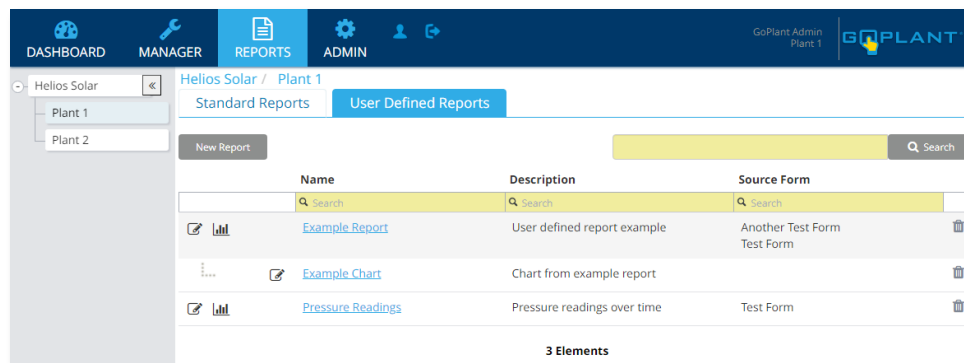 DASHBOARD MANAGER REPORTS ADMIN
GoPlant Admin
Plant 1
GOPLANT
Helios Solar
Plant 1
Plant 2
Helios Solar / Plant 1
Standard Reports User Defined Reports
New Report Search
Name Description Source Form
Search Search Search
Example Report User defined report example Another Test Form
Test Form
Example Chart Chart from example report
Pressure Readings Pressure readings over time Test Form
3 Elements